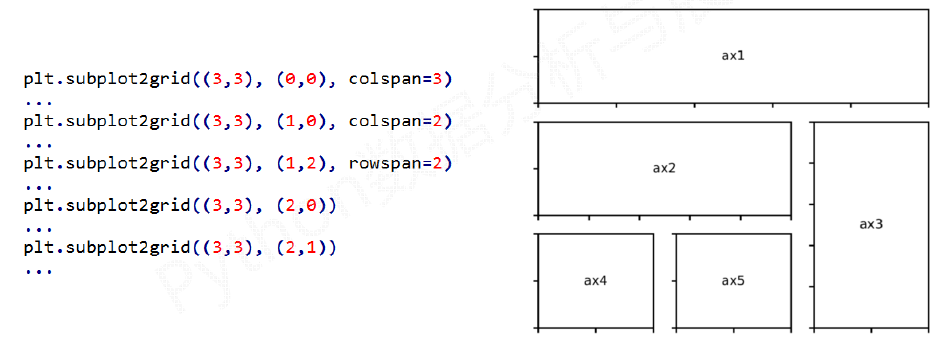 plt.subplot2grid((3,3), (0,0), colspan=3)
...
plt.subplot2grid((3,3), (1,0), colspan=2)
...
plt.subplot2grid((3,3), (1,2), rowspan=2)
...
plt.subplot2grid((3,3), (2,0))
...
plt.subplot2grid((3,3), (2,1))
...
ax1
ax2
ax3
ax4
ax5
Python数据分析与